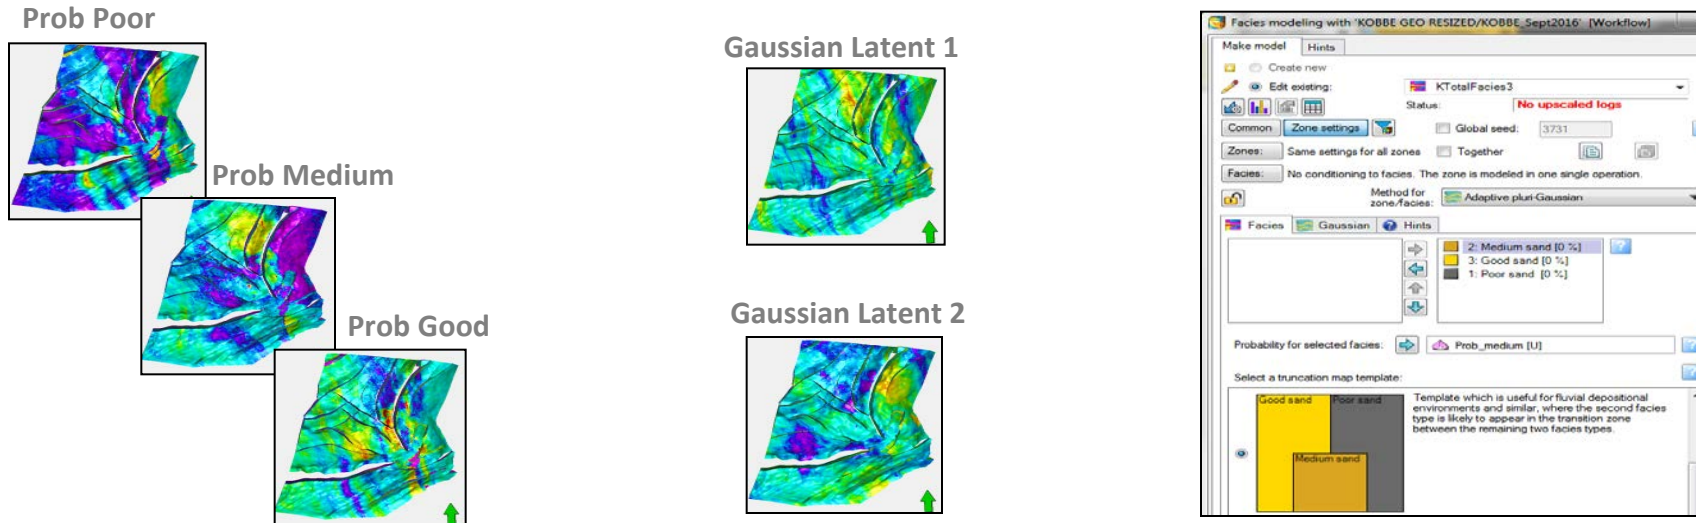 Prob Poor
Prob Medium
Prob Good
Gaussian Latent 1
Gaussian Latent 2
Facies modeling with 'KOBBE GEO RESIZED/KOBBE_Sept2016' [Workflow]
Make model Hints
Create new
Edit existing: KTotalFacies3
Status: No upscaled logs
Common Zone settings Global seed: 3731
Zones: Same settings for all zones Together
Facies: No conditioning to facies. The zone is modeled in one single operation.
Method for
zone/facies: Adaptive pluri-Gaussian
Facies Gaussian Hints
2: Medium sand [0 %]
3: Good sand [0 %]
1: Poor sand [0 %]
Probability for selected facies: Prob_medium [U]
Select a truncation map template:
Good sand Poor sand
Medium sand
Template which is useful for fluvial depositional
environments and similar, where the second facies
type is likely to appear in the transition zone
between the remaining two facies types.